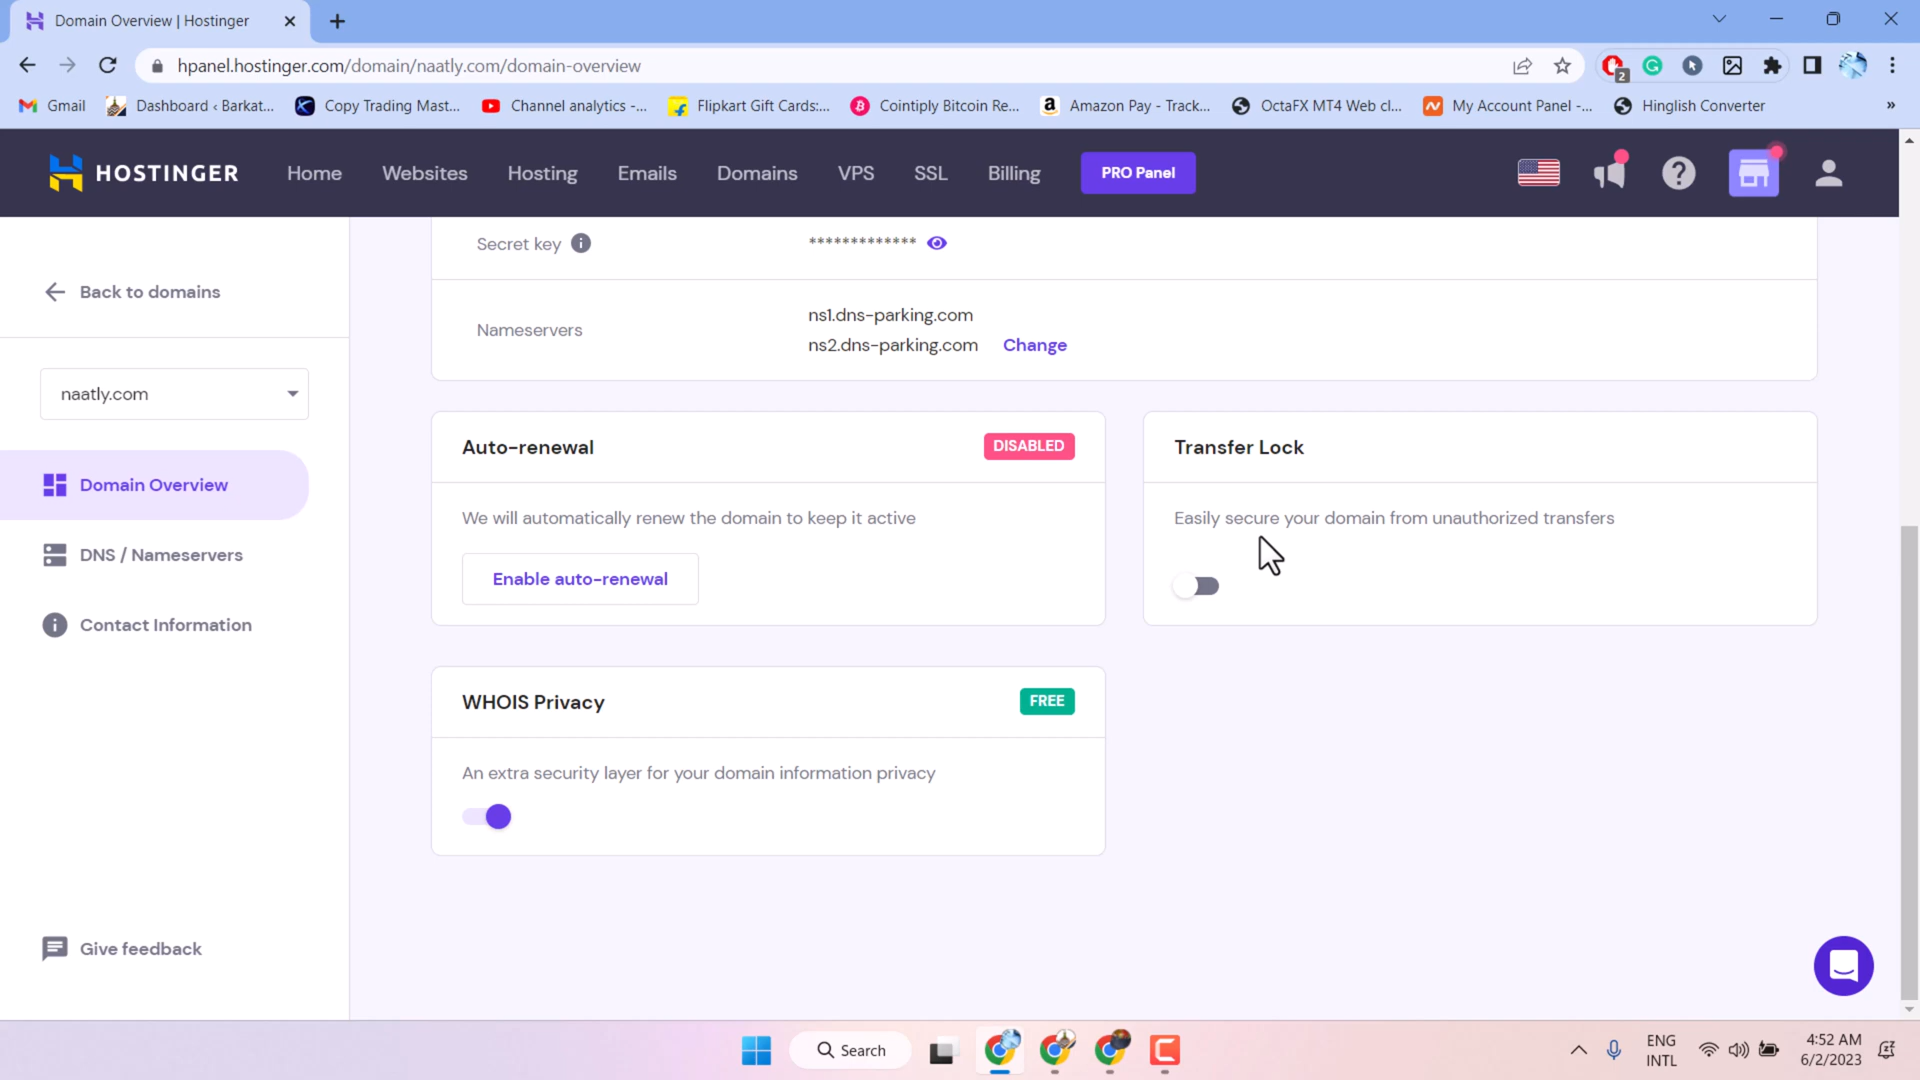 Domain Overview | Hostinger
hpanel.hostinger.com/domain/naatly.com/domain-overview
2
Gmail
Dashboard ‹ Barkat...
Copy Trading Mast...
Channel analytics -...
Flipkart Gift Cards:...
Cointiply Bitcoin Re...
Amazon Pay - Track...
OctaFX MT4 Web cl...
My Account Panel -...
Hinglish Converter
»
HOSTINGER
Home
Websites
Hosting
Emails
Domains
VPS
SSL
Billing
PRO Panel
Back to domains
naatly.com
Domain Overview
DNS / Nameservers
Contact Information
Give feedback
Secret key
*************
Nameservers
ns1.dns-parking.com
ns2.dns-parking.com Change
Auto-renewal
DISABLED
We will automatically renew the domain to keep it active
Enable auto-renewal
Transfer Lock
Easily secure your domain from unauthorized transfers
WHOIS Privacy
FREE
An extra security layer for your domain information privacy
Search
ENG
INTL
4:52 AM
6/2/2023